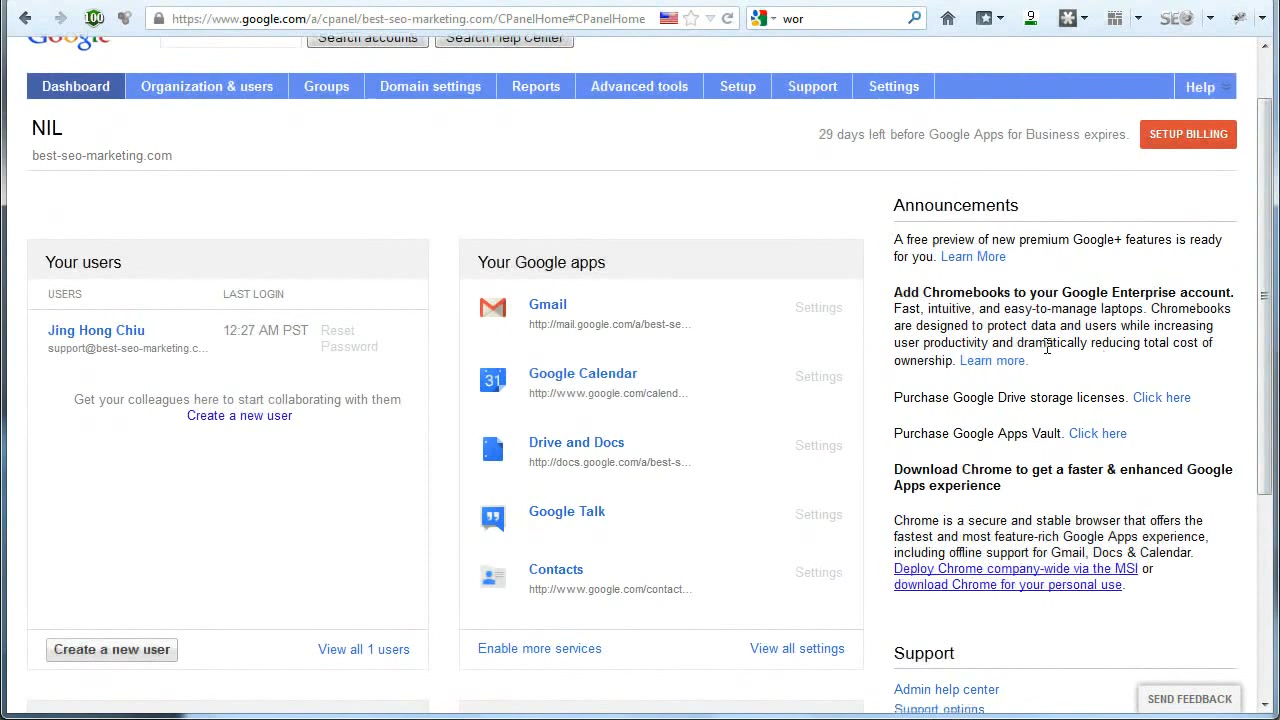 100
https://www.google.com/a/cpanel/best-seo-marketing.com/CPanelHome#CPanelHome
wor
9
SEO
Google
Search accounts
Search Help Center
Dashboard
Organization & users
Groups
Domain settings
Reports
Advanced tools
Setup
Support
Settings
Help
NIL
best-seo-marketing.com
29 days left before Google Apps for Business expires.
SETUP BILLING
Your users
USERS
LAST LOGIN
Jing Hong Chiu
12:27 AM PST
Reset
Password
support@best-seo-marketing.c...
Get your colleagues here to start collaborating with them
Create a new user
Create a new user
View all 1 users
Your Google apps
Gmail
Settings
http://mail.google.com/a/best-se...
31
Google Calendar
Settings
http://www.google.com/calend...
Drive and Docs
Settings
http://docs.google.com/a/best-s...
Google Talk
Settings
Contacts
Settings
http://www.google.com/contact...
Enable more services
View all settings
Announcements
A free preview of new premium Google+ features is ready
for you. Learn More
Add Chromebooks to your Google Enterprise account.
Fast, intuitive, and easy-to-manage laptops. Chromebooks
are designed to protect data and users while increasing
user productivity and dramatically reducing total cost of
ownership. Learn more.
Purchase Google Drive storage licenses. Click here
Purchase Google Apps Vault. Click here
Download Chrome to get a faster & enhanced Google
Apps experience
Chrome is a secure and stable browser that offers the
fastest and most feature-rich Google Apps experience,
including offline support for Gmail, Docs & Calendar.
Deploy Chrome company-wide via the MSI or
download Chrome for your personal use.
Support
Admin help center
Support options
SEND FEEDBACK